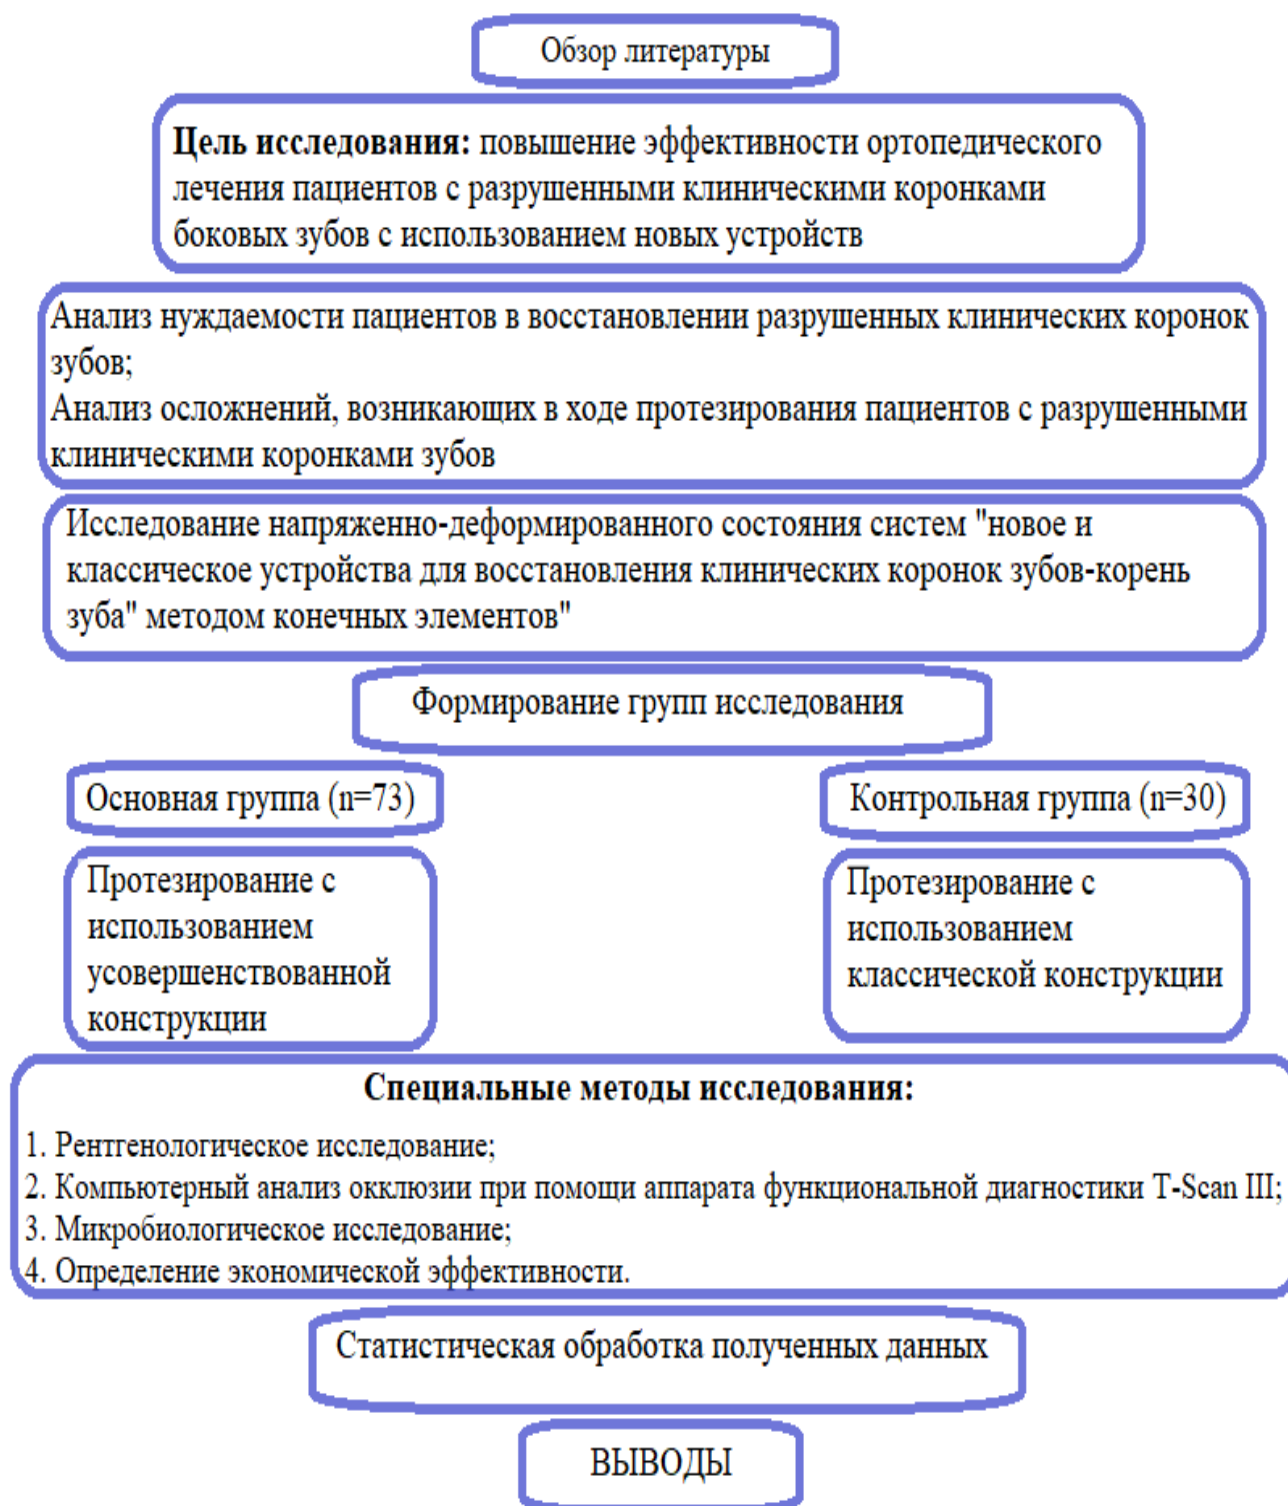 Обзор литературы
Цель исследования: повышение эффективности ортопедического
лечения пациентов с разрушенными клиническими коронками
боковых зубов с использованием новых устройств
Анализ нуждаемости пациентов в восстановлении разрушенных клинических коронок
зубов;
Анализ осложнений, возникающих в ходе протезирования пациентов с разрушенными
клиническими коронками зубов
Исследование напряженно-деформированного состояния систем "новое и
классическое устройства для восстановления клинических коронок зубов-корень
зуба" методом конечных элементов"
Формирование групп исследования
Основная группа (n=73)
Контрольная группа (n=30)
Протезирование с
использованием
усовершенствованной
конструкции
Протезирование с
использованием
классической конструкции
Специальные методы исследования:
1. Рентгенологическое исследование;
2. Компьютерный анализ окклюзии при помощи аппарата функциональной диагностики T-Scan III;
3. Микробиологическое исследование;
4. Определение экономической эффективности.
Статистическая обработка полученных данных
ВЫВОДЫ